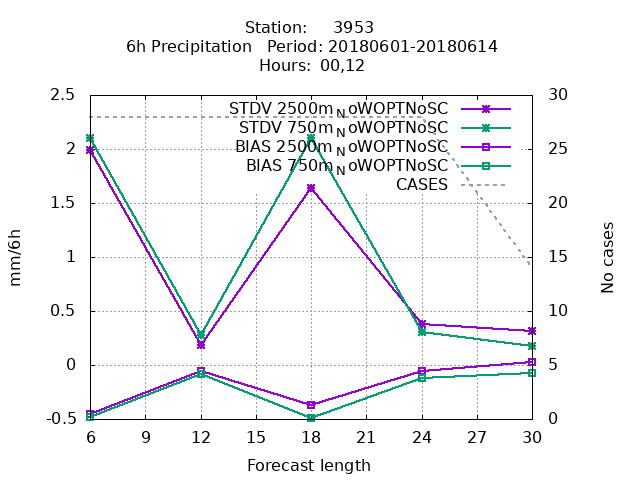 Station: 3953
6h Precipitation Period: 20180601-20180614
Hours: 00,12
STDV 2500m_NoWOPTNoSC
STDV 750m_NoWOPTNoSC
BIAS 2500m_NoWOPTNoSC
BIAS 750m_NoWOPTNoSC
CASES
2.5
2
1.5
1
0.5
0
-0.5
mm/6h
30
25
20
15
10
5
0
No cases
6 9 12 15 18 21 24 27 30
Forecast length